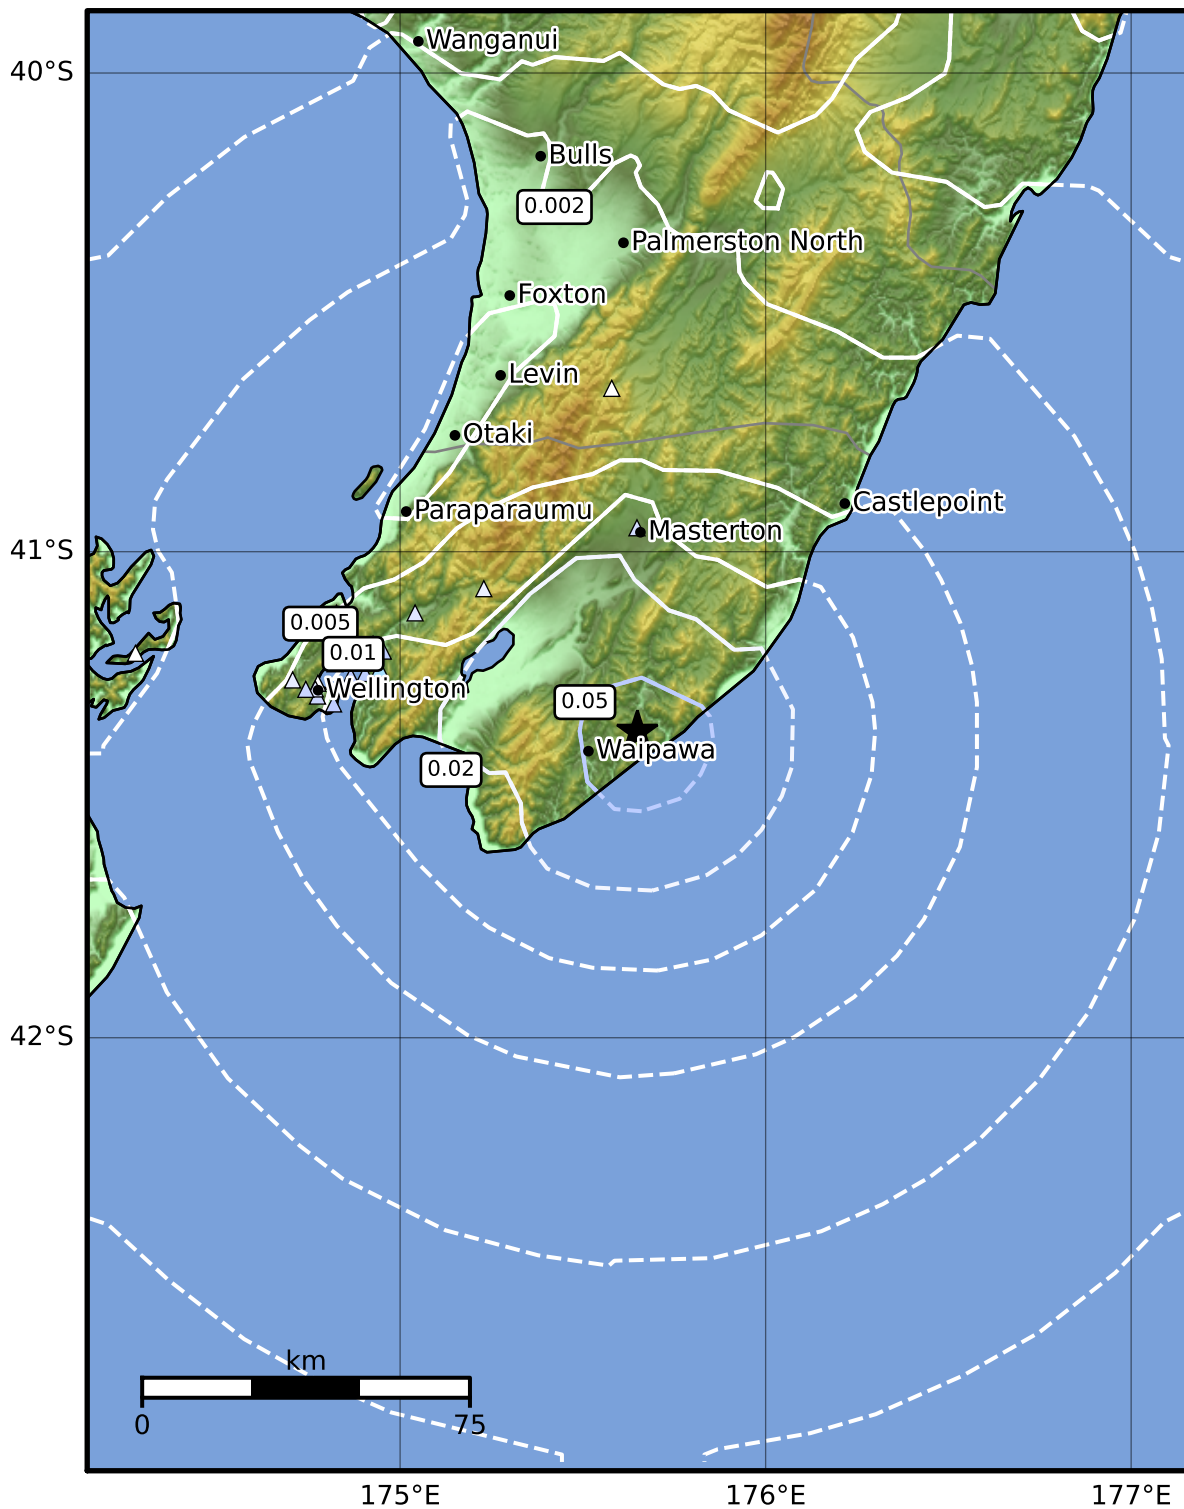 Wanganui
40°S
Bulls
0.002
Palmerston North
Foxton
Levin
Otaki
Castlepoint
Paraparaumu
Masterton
41°S
0.005
0.01
Wellington
0.05
Waipawa
0.02
42°S
km
0 75
175°E 176°E 177°E